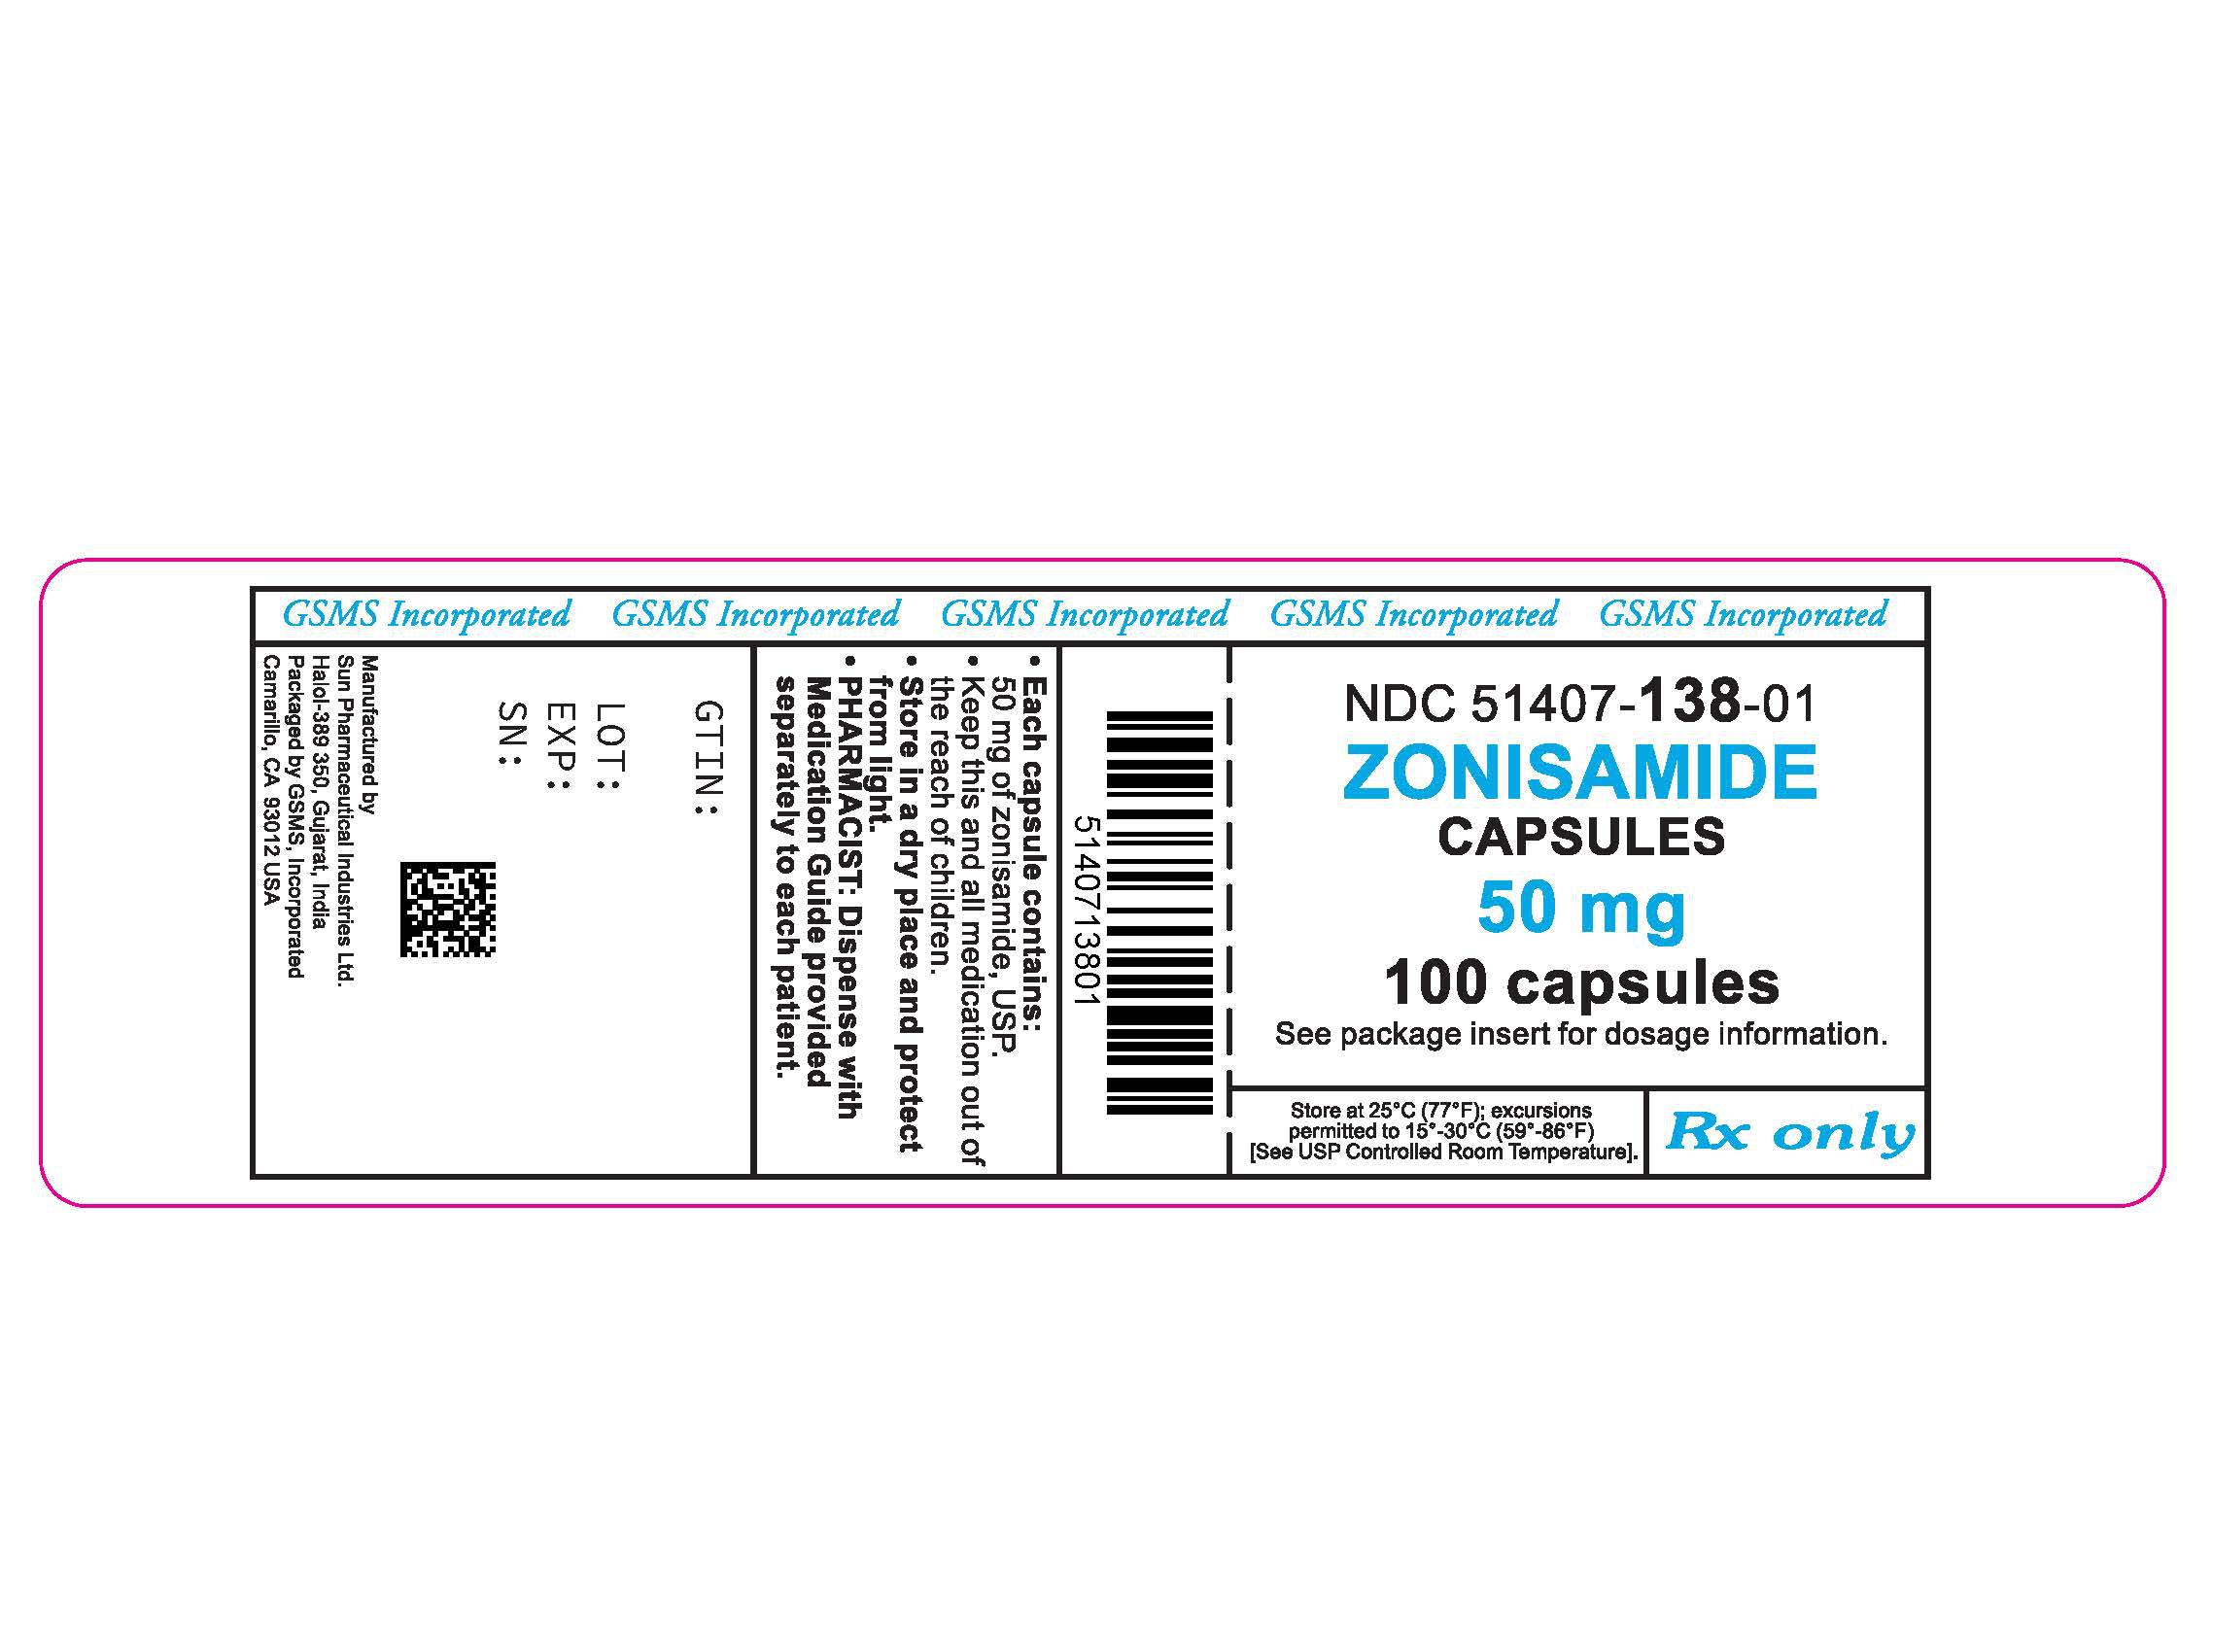 GSMS Incorporated GSMS Incorporated GSMS Incorporated GSMS Incorporated GSMS Incorporated
NDC 51407-138-01
ZONISAMIDE
CAPSULES
50 mg
100 capsules
See package insert for dosage information.
Store at 25°C (77°F); excursions
permitted to 15°-30°C (59°-86°F)
[See USP Controlled Room Temperature].
Rx only
5140713801
• Each capsule contains:
50 mg of zonisamide, USP.
• Keep this and all medication out of
the reach of children.
• Store in a dry place and protect
from light.
• PHARMACIST: Dispense with
Medication Guide provided
separately to each patient.
GTIN:
LOT:
EXP:
SN:
Manufactured by
Sun Pharmaceutical Industries Ltd.
Halol-389 350, Gujarat, India
Packaged by GSMS, Incorporated
Camarillo, CA 93012 USA